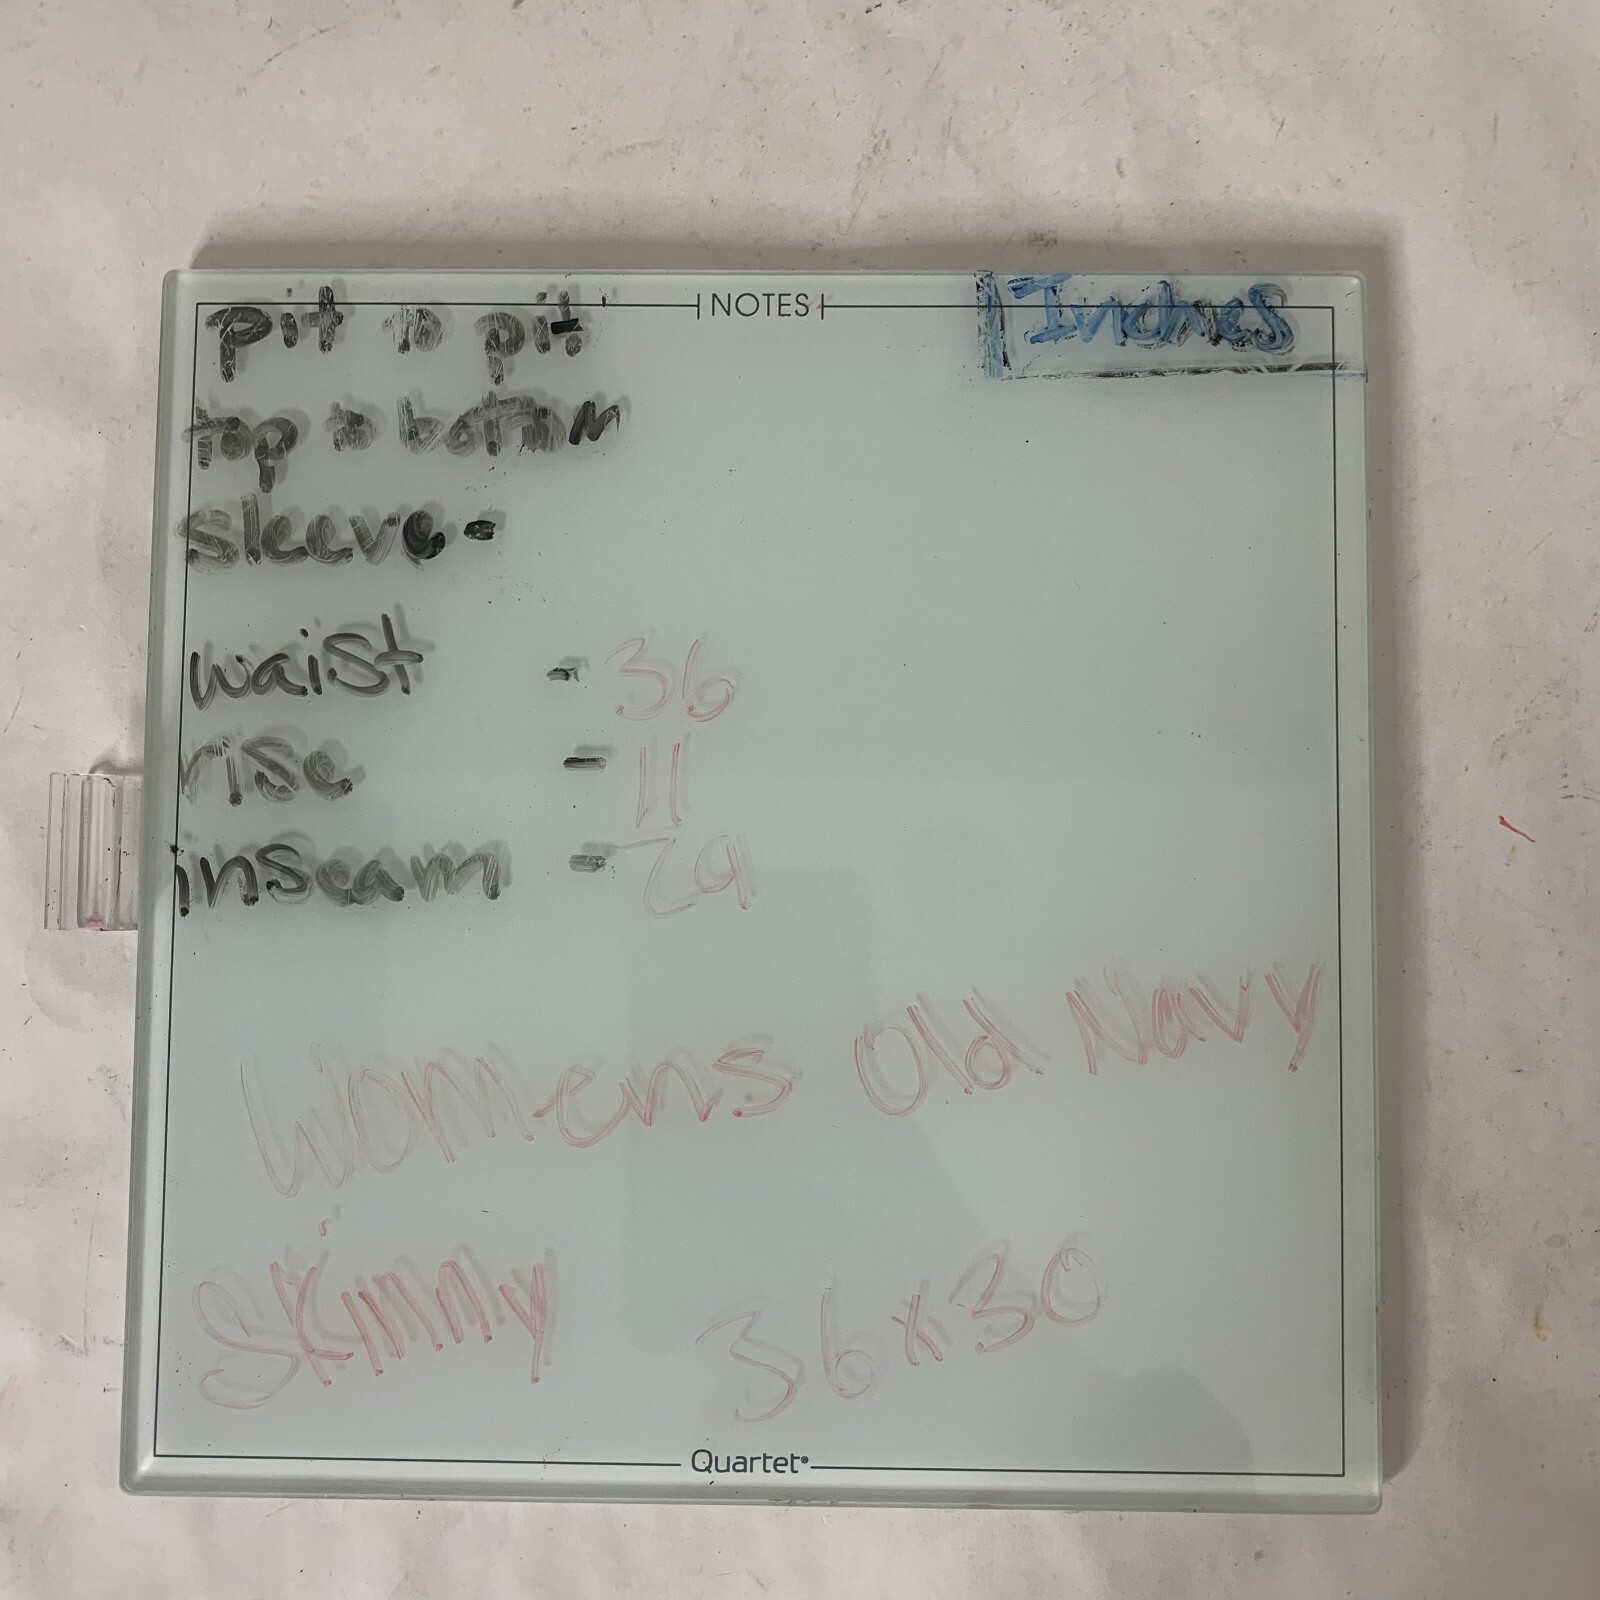 NOTES
Inches
pit to pit -
top to bottom
sleeve -
waist - 36
rise - 11
inseam - 29
Womens Old Navy
Skinny 36x30
Quartet